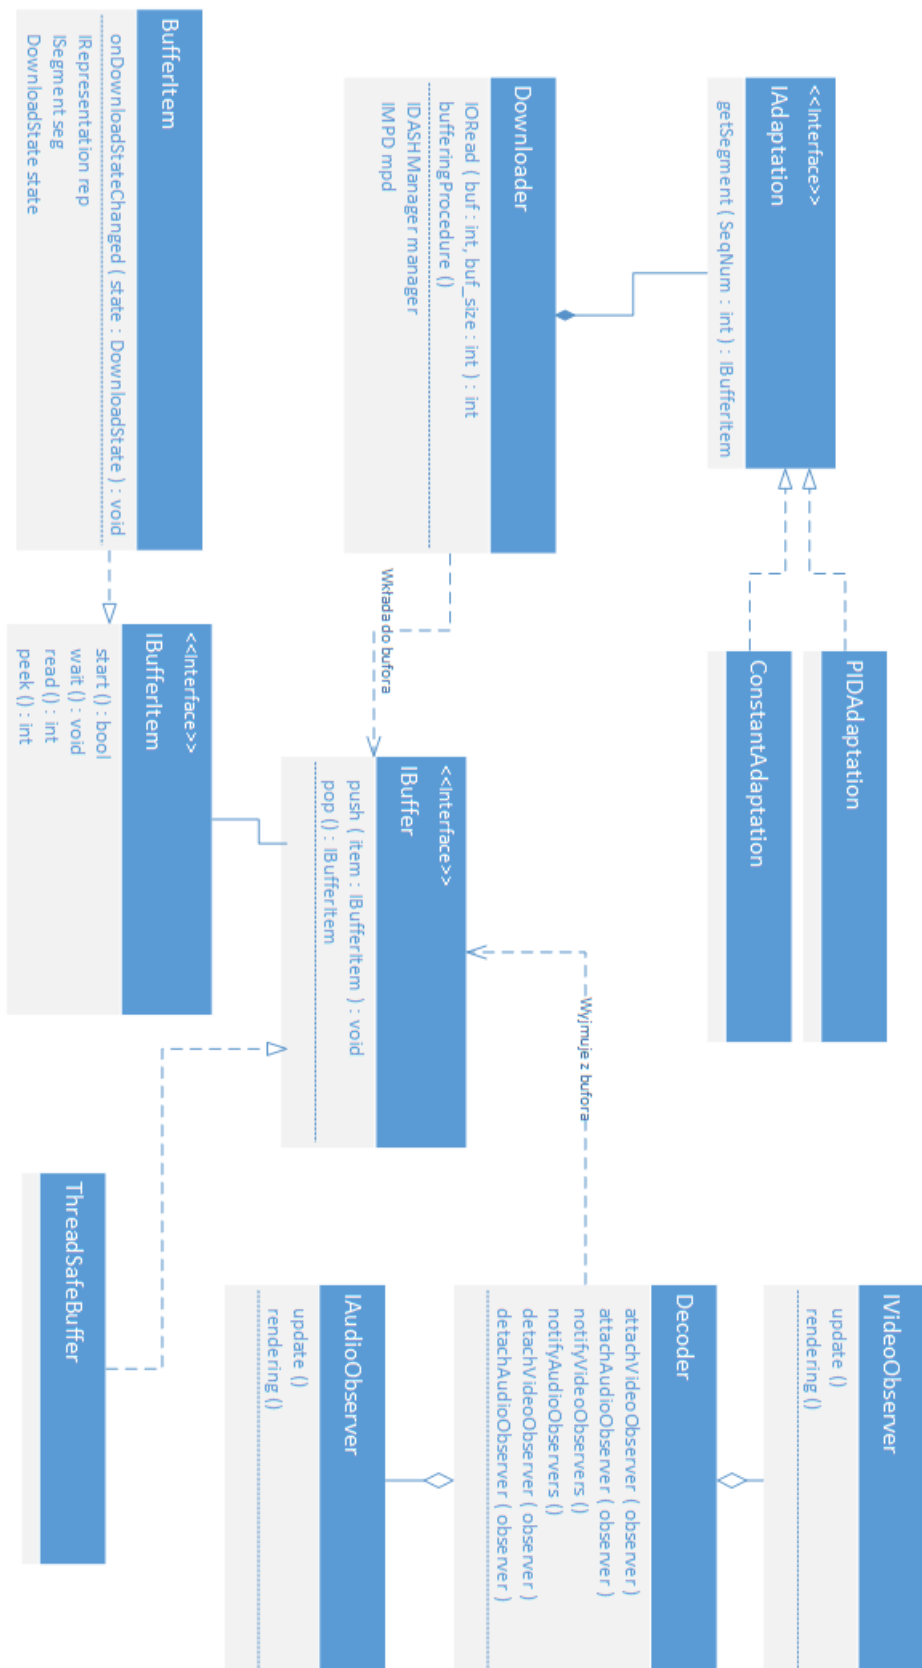 <<Interface>>
IAdaptation
getSegment ( SeqNum : int ) : IBufferItem
PIDAdaptation
ConstantAdaptation
IVideoObserver
update ()
rendering ()
Downloader
IORead ( buf : int, buf_size : int ) : int
bufferingProcedure ()
IDASHManager manager
IMPD mpd
Wkłada do bufora
<<Interface>>
IBuffer
push ( item : IBufferItem ) : void
pop () : IBufferItem
Wyjmuje z bufora
Decoder
attachVideoObserver ( observer )
attachAudioObserver ( observer )
notifyVideoObservers ()
notifyAudioObservers ()
detachVideoObserver ( observer )
detachAudioObserver ( observer )
BufferItem
onDownloadStateChanged ( state : DownloadState ) : void
IRepresentation rep
ISegment seg
DownloadState state
<<Interface>>
IBufferItem
start () : bool
wait () : void
read () : int
peek () : int
ThreadSafeBuffer
IAudioObserver
update ()
rendering ()